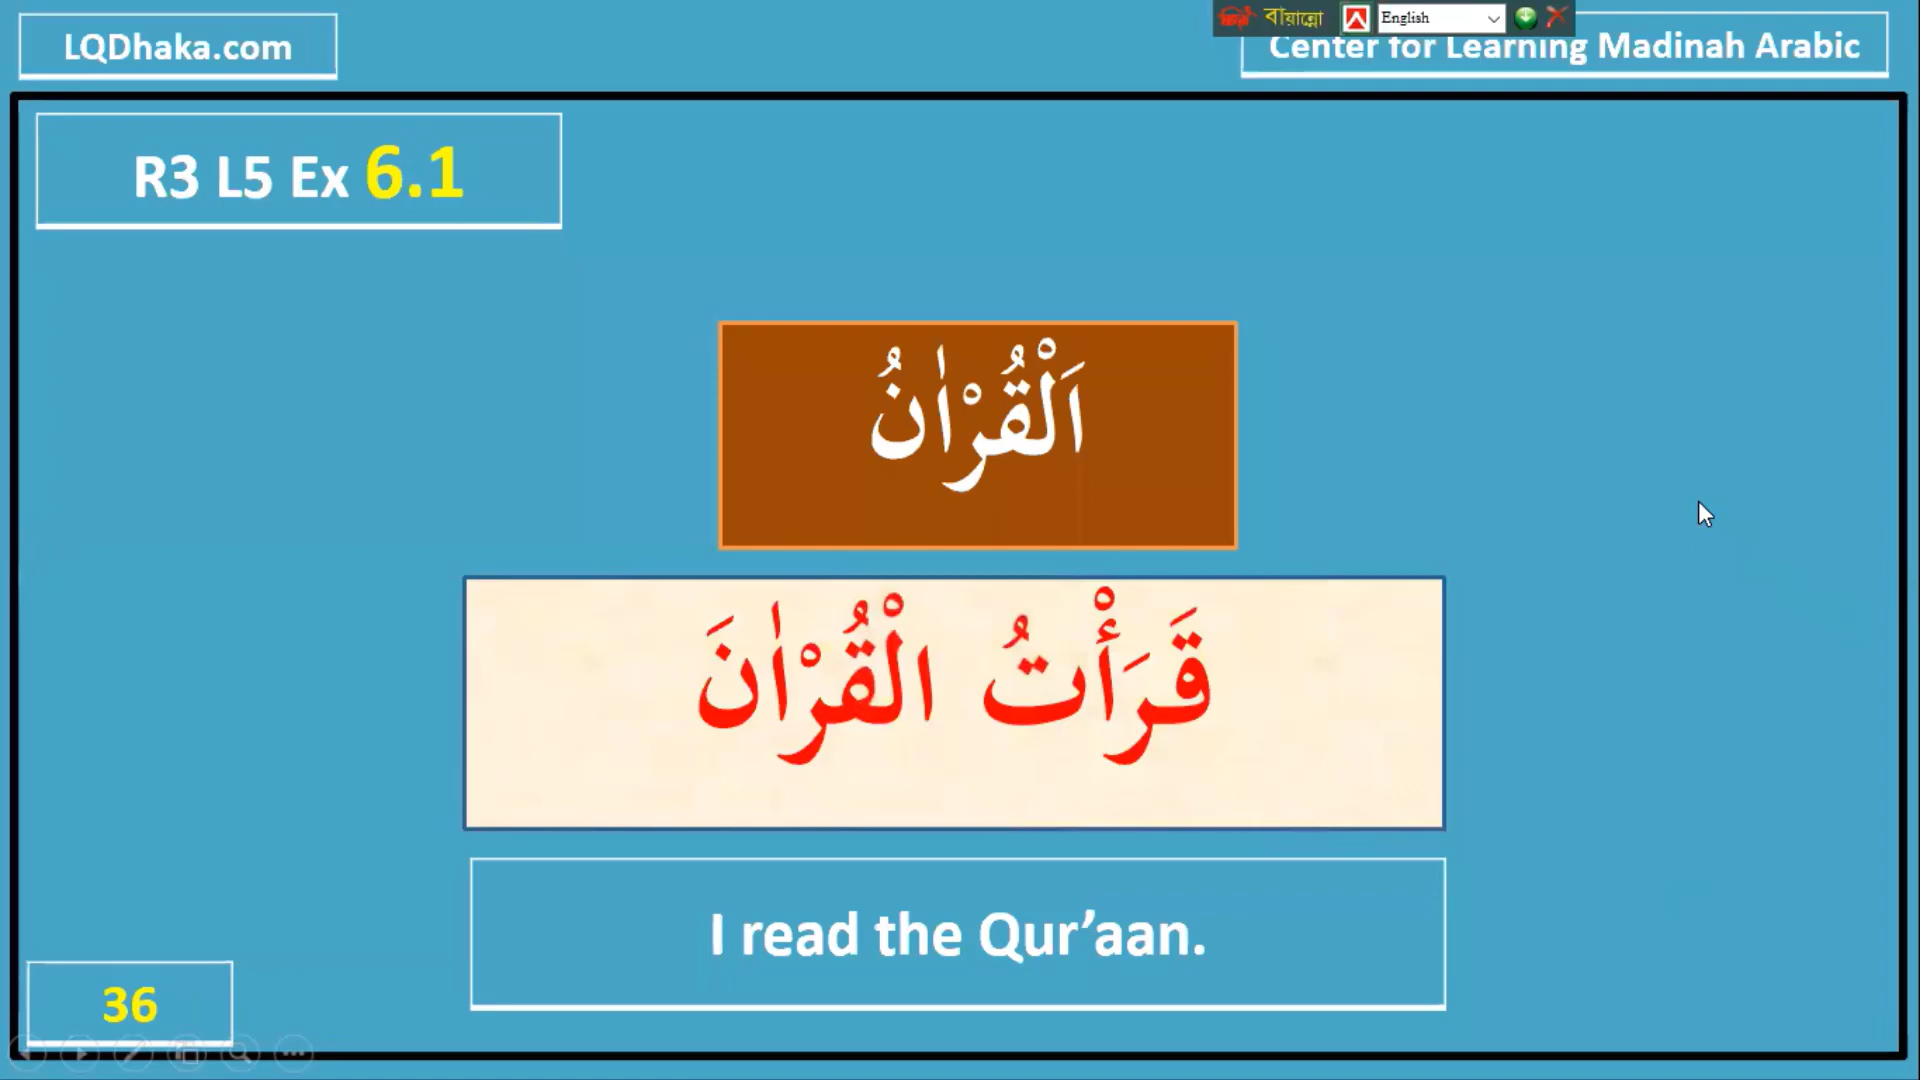 LQDhaka.com
বায়ান্নো
English
Center for Learning Madinah Arabic
R3 L5 Ex 6.1
اَلْقُرْاٰنُ
قَرَأْتُ الْقُرْاٰنَ
I read the Qur’aan.
36